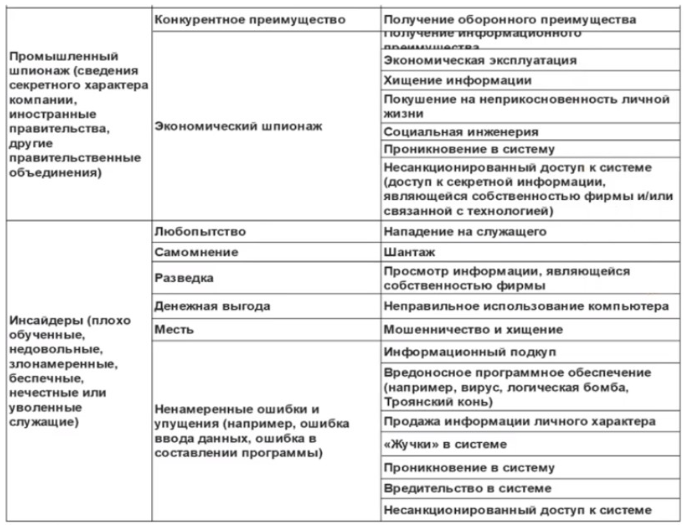 Конкурентное преимущество
Получение оборонного преимущества
Промышленный
шпионаж (сведения
секретного характера
компании,
иностранные
правительства,
другие
правительственные
объединения)
Экономический шпионаж
Получение информационного
преимущества
Экономическая эксплуатация
Хищение информации
Покушение на неприкосновенность личной
жизни
Социальная инженерия
Проникновение в систему
Несанкционированный доступ к системе
(доступ к секретной информации,
являющейся собственностью фирмы и/или
связанной с технологией)
Инсайдеры (плохо
обученные,
недовольные,
злонамеренные,
беспечные,
нечестные или
уволенные
служащие)
Любопытство
Нападение на служащего
Самомнение
Шантаж
Разведка
Просмотр информации, являющейся
собственностью фирмы
Денежная выгода
Неправильное использование компьютера
Месть
Мошенничество и хищение
Ненамеренные ошибки и
упущения (например, ошибка
ввода данных, ошибка в
составлении программы)
Информационный подкуп
Вредоносное программное обеспечение
(например, вирус, логическая бомба,
Троянский конь)
Продажа информации личного характера
«Жучки» в системе
Проникновение в систему
Вредительство в системе
Несанкционированный доступ к системе